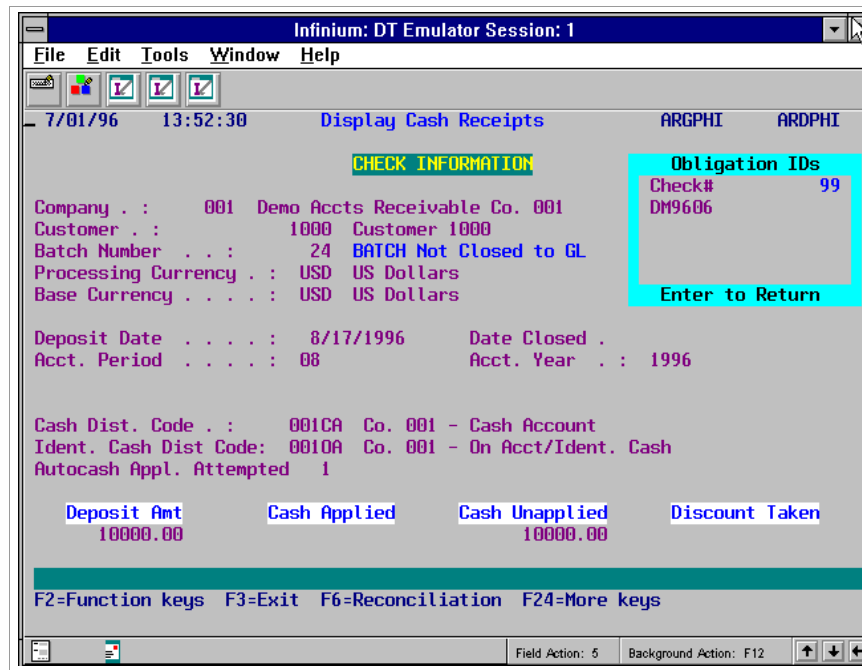 Infinium: DT Emulator Session: 1
File Edit Tools Window Help
7/01/96 13:52:30 Display Cash Receipts ARGPHI ARDPHI
CHECK INFORMATION
Obligation IDs
Check# 99
DM9606
Enter to Return
Company . : 001 Demo Accts Receivable Co. 001
Customer . : 1000 Customer 1000
Batch Number . . : 24 BATCH Not Closed to GL
Processing Currency . : USD US Dollars
Base Currency . . . . : USD US Dollars
Deposit Date . . . . : 8/17/1996 Date Closed .
Acct. Period . . . . : 08 Acct. Year . : 1996
Cash Dist. Code . : 001CA Co. 001 - Cash Account
Ident. Cash Dist Code: 001OA Co. 001 - On Acct/Ident. Cash
Autocash Appl. Attempted 1
Deposit Amt Cash Applied Cash Unapplied Discount Taken
10000.00 10000.00
F2=Function keys F3=Exit F6=Reconciliation F24=More keys
Field Action: 5 Background Action: F12